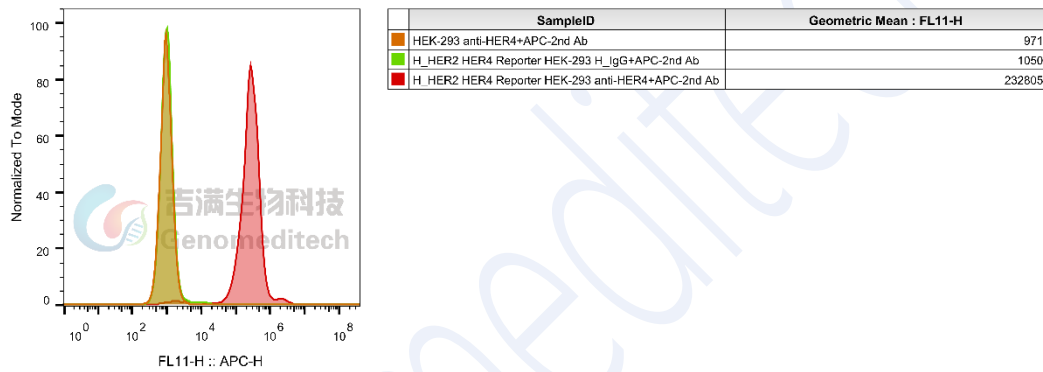 100
80
60
40
20
0
Normalized To Mode
10^0 10^2 10^4 10^6 10^8
FL11-H :: APC-H
吉满生物科技
Genomeditech
SampleID Geometric Mean : FL11-H
HEK-293 anti-HER4+APC-2nd Ab 971
H_HER2 HER4 Reporter HEK-293 H_IgG+APC-2nd Ab 1050
H_HER2 HER4 Reporter HEK-293 anti-HER4+APC-2nd Ab 232805